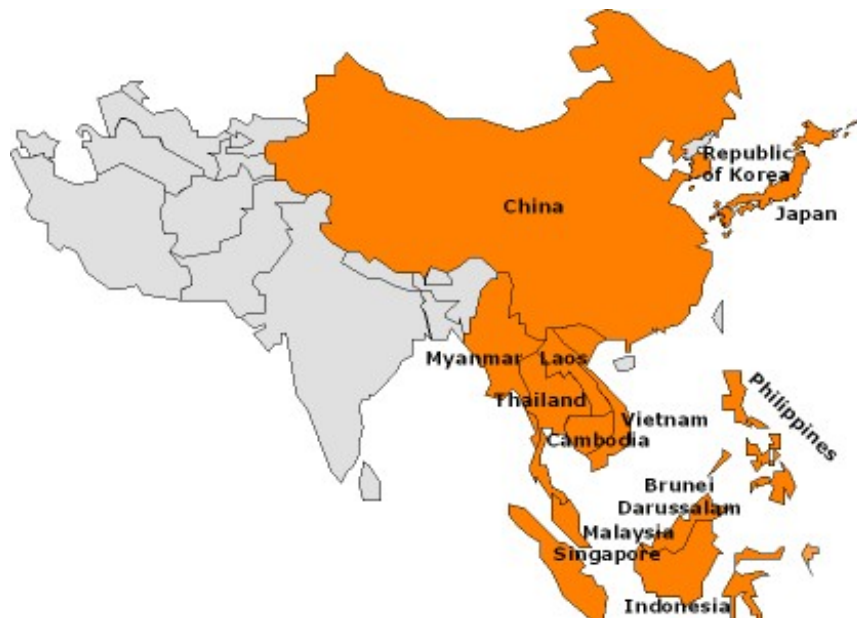 Republic
of Korea
China
Japan
Myanmar
Laos
Thailand
Philippines
Vietnam
Cambodia
Brunei
Darussalam
Malaysia
Singapore
Indonesia